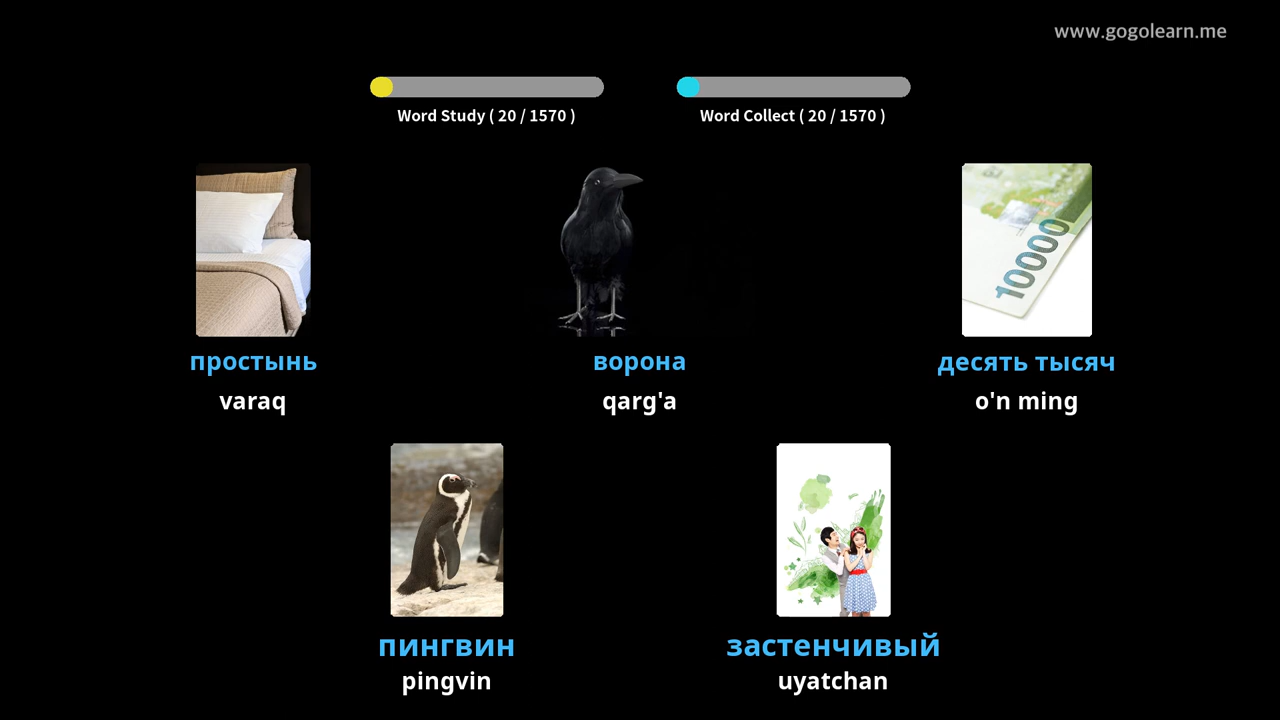 www.gogolearn.me
Word Study ( 20 / 1570 )
Word Collect ( 20 / 1570 )
10000
простынь
varaq
ворона
qarg'a
десять тысяч
o'n ming
пингвин
pingvin
застенчивый
uyatchan